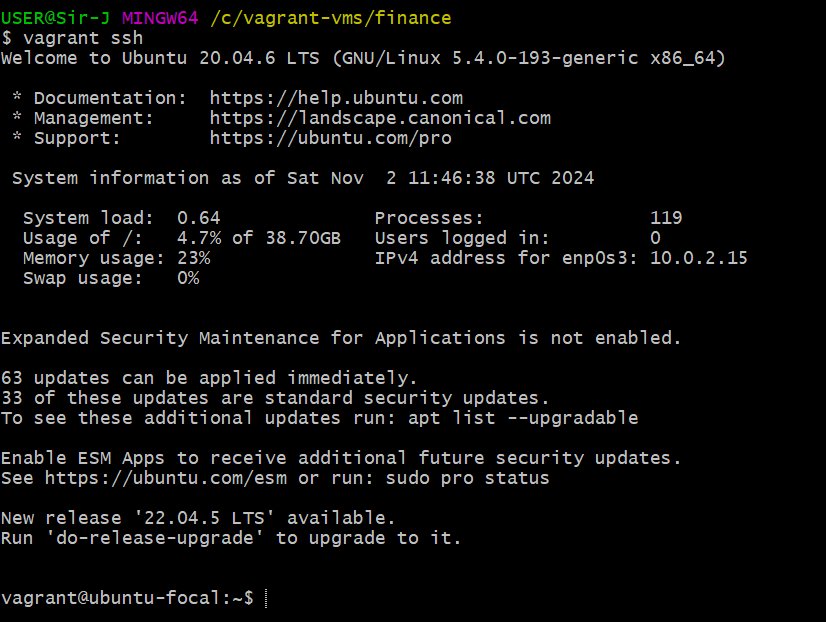 USER@Sir-J MINGW64 /c/vagrant-vms/finance
$ vagrant ssh
Welcome to Ubuntu 20.04.6 LTS (GNU/Linux 5.4.0-193-generic x86_64)
* Documentation:  https://help.ubuntu.com
* Management:     https://landscape.canonical.com
* Support:        https://ubuntu.com/pro
System information as of Sat Nov  2 11:46:38 UTC 2024
System load:  0.64              Processes:               119
Usage of /:   4.7% of 38.70GB   Users logged in:         0
Memory usage: 23%               IPv4 address for enp0s3: 10.0.2.15
Swap usage:   0%
Expanded Security Maintenance for Applications is not enabled.
63 updates can be applied immediately.
33 of these updates are standard security updates.
To see these additional updates run: apt list --upgradable
Enable ESM Apps to receive additional future security updates.
See https://ubuntu.com/esm or run: sudo pro status
New release '22.04.5 LTS' available.
Run 'do-release-upgrade' to upgrade to it.
vagrant@ubuntu-focal:~$